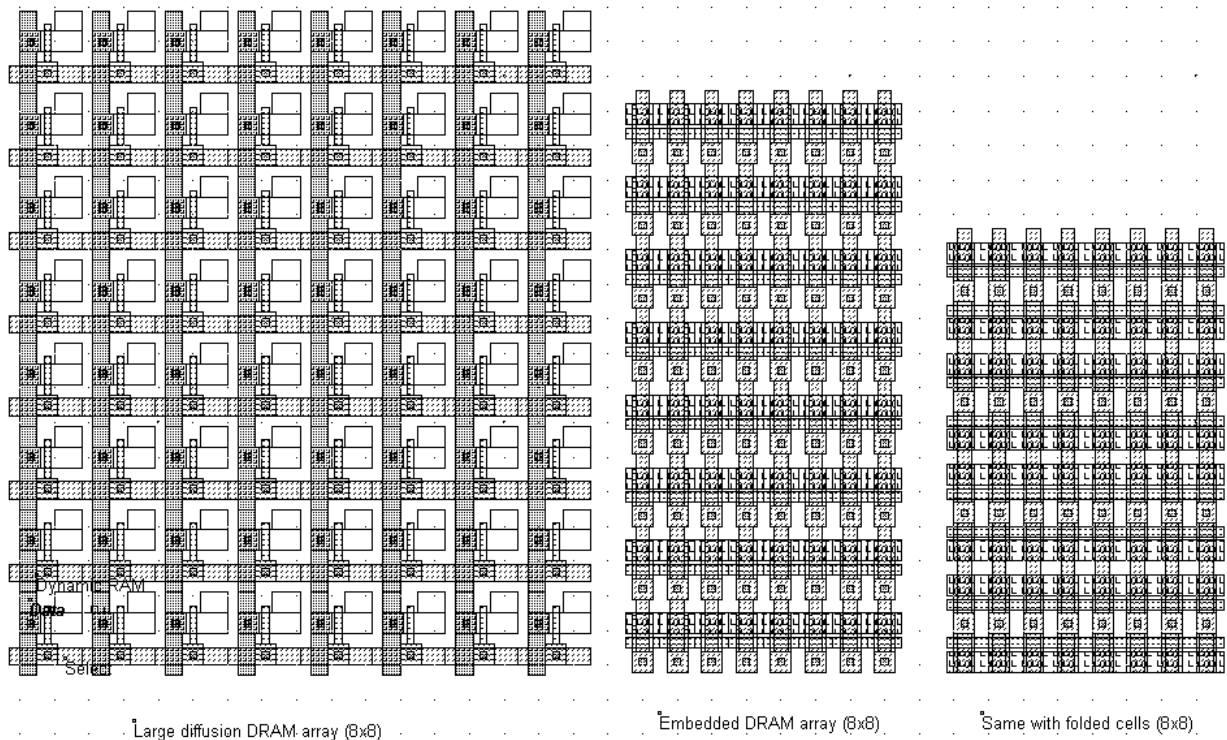 Dynamic RAM
Data
Select
Large diffusion DRAM array (8x8)
Embedded DRAM array (8x8)
Same with folded cells (8x8)